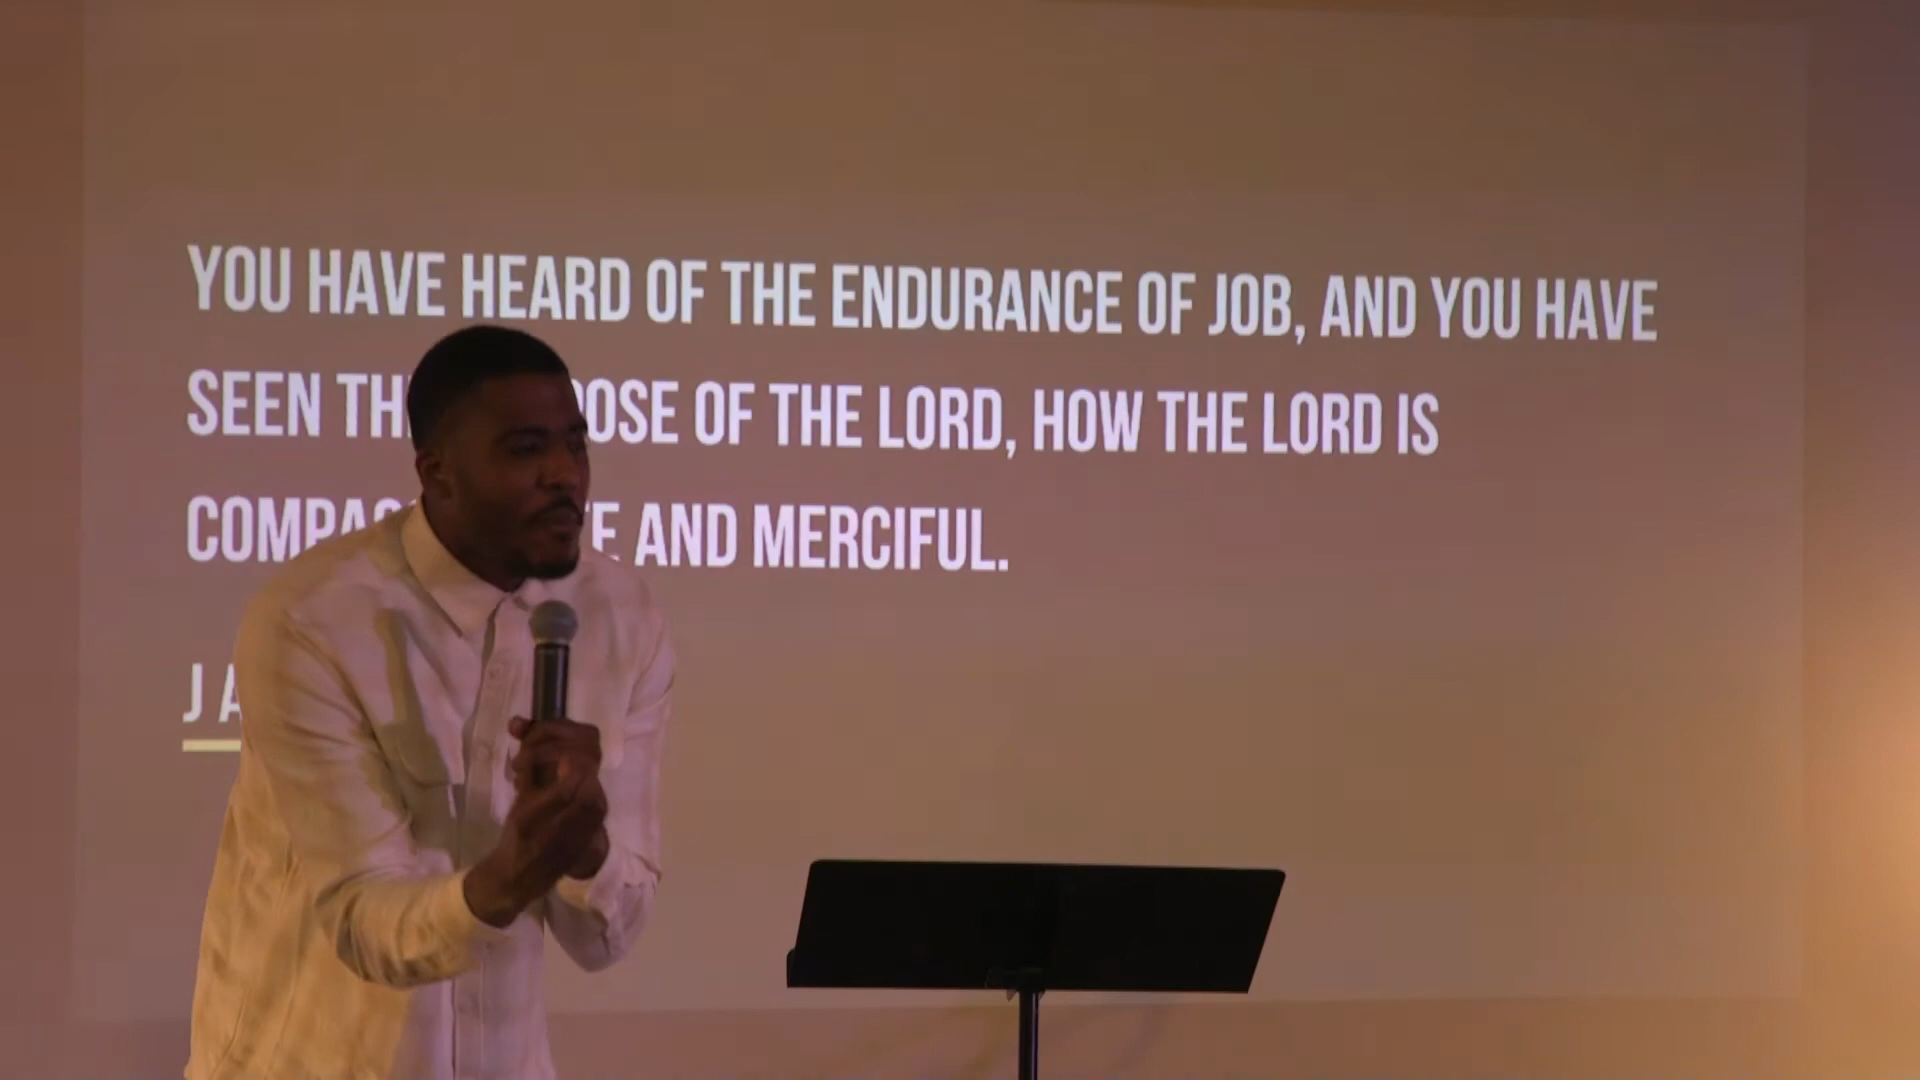 YOU HAVE HEARD OF THE ENDURANCE OF JOB, AND YOU HAVE
SEEN OF THE LORD, HOW THE LORD IS
AND MERCIFUL.